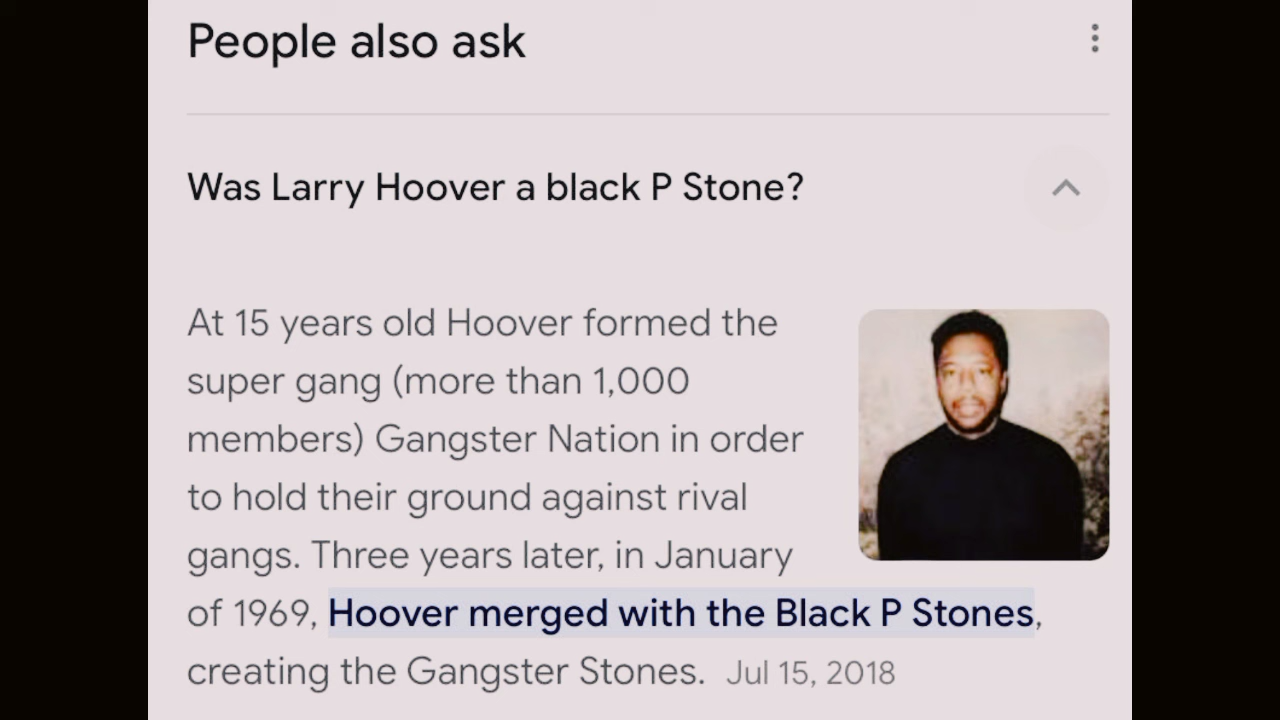 People also ask
Was Larry Hoover a black P Stone?
At 15 years old Hoover formed the
super gang (more than 1,000
members) Gangster Nation in order
to hold their ground against rival
gangs. Three years later, in January
of 1969, Hoover merged with the Black P Stones,
creating the Gangster Stones. Jul 15, 2018